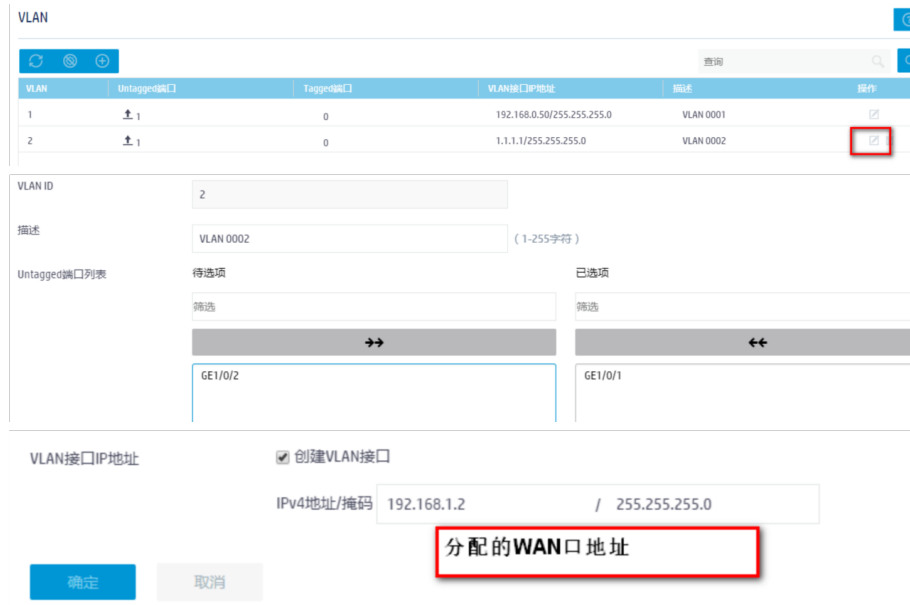 VLAN
查询
VLAN Untagged端口 Tagged端口 VLAN接口IP地址 描述 操作
1 1 0 192.168.0.50/255.255.255.0 VLAN 0001
2 1 0 1.1.1.1/255.255.255.0 VLAN 0002
VLAN ID 2
描述 VLAN 0002 (1-255字符)
Untagged端口列表 待选项 已选项
筛选 筛选
GE1/0/2 GE1/0/1
VLAN接口IP地址 创建VLAN接口
IPv4地址/掩码 192.168.1.2 / 255.255.255.0
分配的WAN口地址
确定 取消